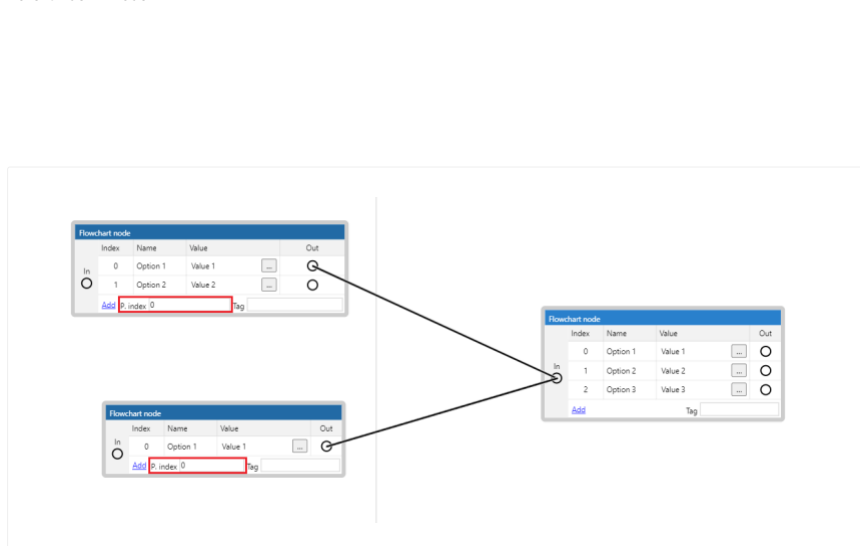 Flowchart node
Index Name Value Out
In
0 Option 1 Value 1 ...
1 Option 2 Value 2 ...
Add P. index 0 Tag
Flowchart node
Index Name Value Out
In
0 Option 1 Value 1 ...
1 Option 2 Value 2 ...
2 Option 3 Value 3 ...
Add Tag
Flowchart node
Index Name Value Out
In
0 Option 1 Value 1 ...
Add P. index 0 Tag